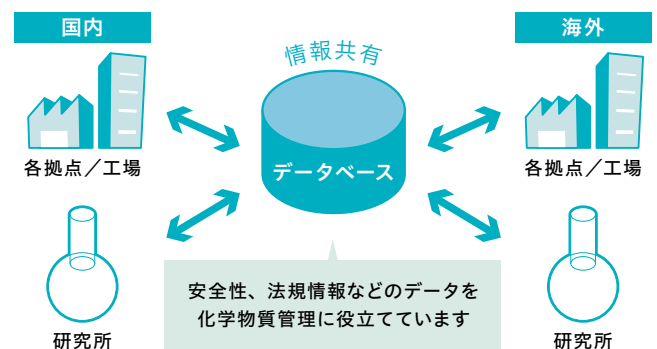 国内
海外
情報共有
各拠点／工場
データベース
各拠点／工場
安全性、法規情報などのデータを
化学物質管理に役立てています
研究所
研究所